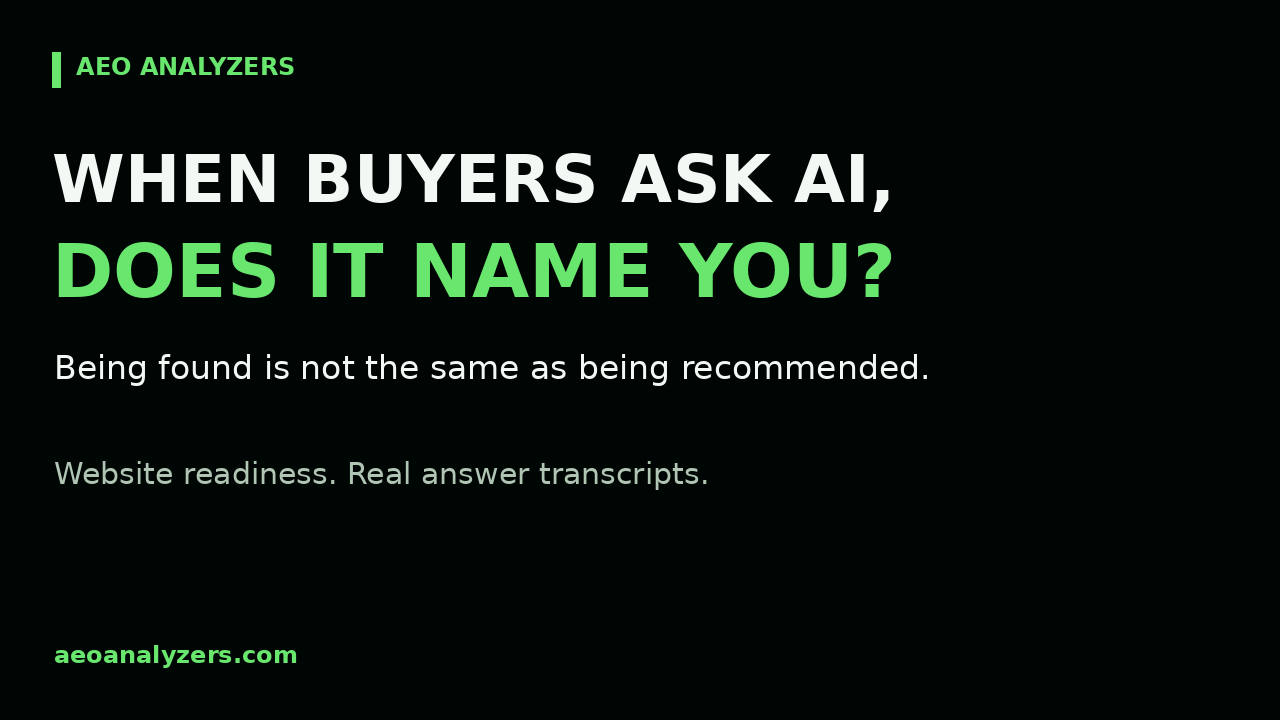 AEO ANALYZERS
WHEN BUYERS ASK AI,
DOES IT NAME YOU?
Being found is not the same as being recommended.
Website readiness. Real answer transcripts.
aeoanalyzers.com